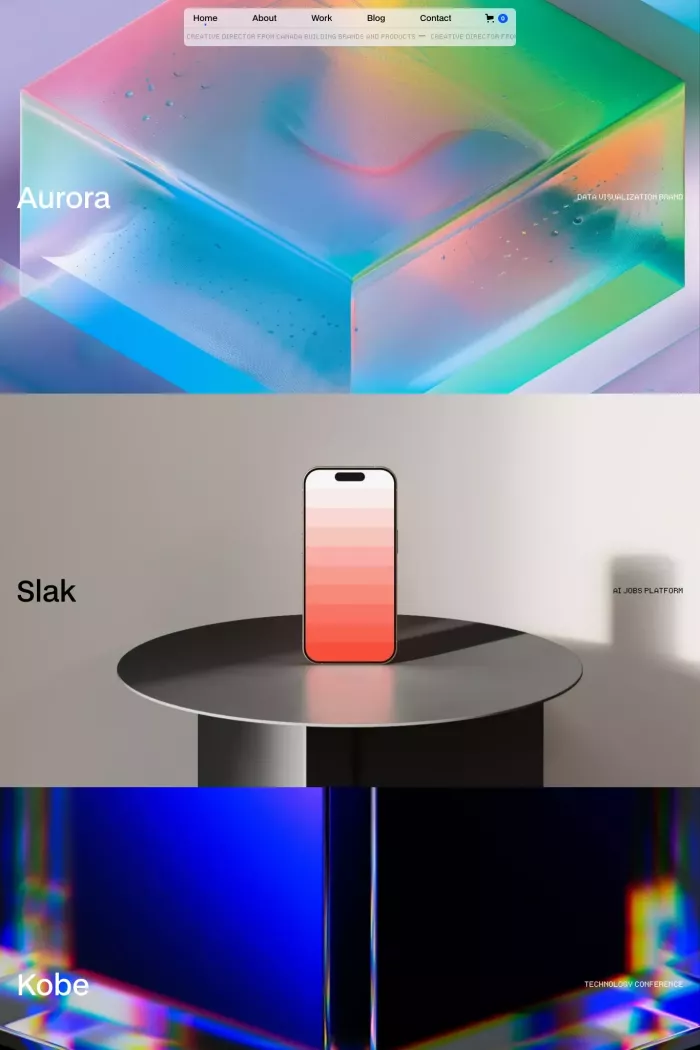 Home About Work Blog Contact 0
CREATIVE DIRECTOR FROM CANADA BUILDING BRANDS AND PRODUCTS — CREATIVE DIRECTOR FROM
Aurora DATA VISUALIZATION BRAND
Slak AI JOBS PLATFORM
Kobe TECHNOLOGY CONFERENCE